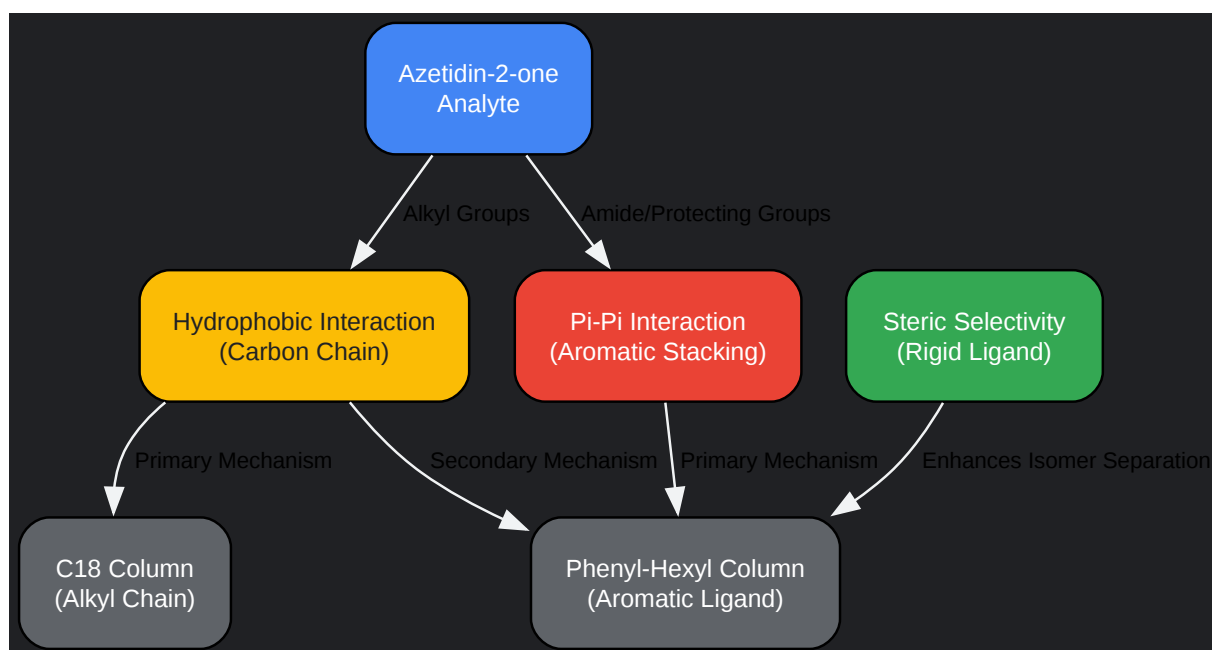 Azetidin-2-one
Analyte
Alkyl Groups
Amide/Protecting Groups
Hydrophobic Interaction
(Carbon Chain)
Pi-Pi Interaction
(Aromatic Stacking)
Steric Selectivity
(Rigid Ligand)
Primary Mechanism
Secondary Mechanism
Primary Mechanism
Enhances Isomer Separation
C18 Column
(Alkyl Chain)
Phenyl-Hexyl Column
(Aromatic Ligand)